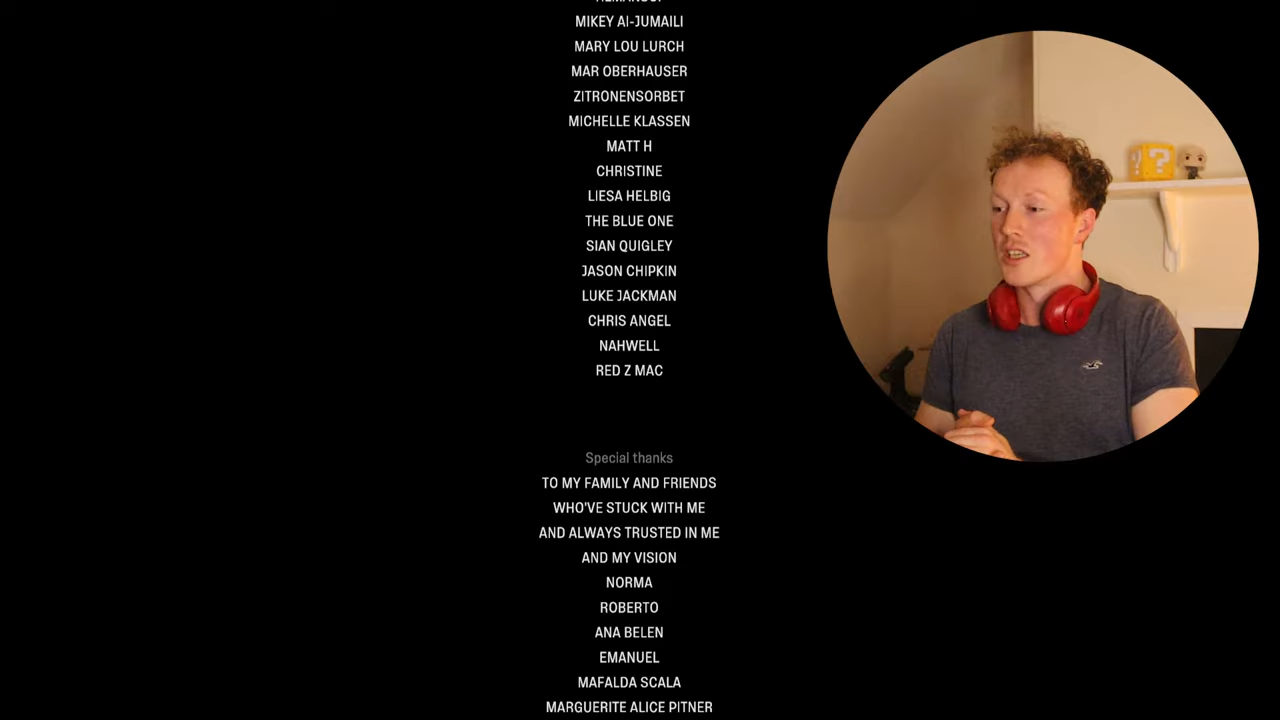 MIKEY AI-JUMAILI
MARY LOU LURCH
MAR OBERHAUSER
ZITRONENSORBET
MICHELLE KLASSEN
MATT H
CHRISTINE
LIESA HELBIG
THE BLUE ONE
SIAN QUIGLEY
JASON CHIPKIN
LUKE JACKMAN
CHRIS ANGEL
NAHWELL
RED Z MAC
Special thanks
TO MY FAMILY AND FRIENDS
WHO'VE STUCK WITH ME
AND ALWAYS TRUSTED IN ME
AND MY VISION
NORMA
ROBERTO
ANA BELEN
EMANUEL
MAFALDA SCALA
MARGUERITE ALICE PITNER
?